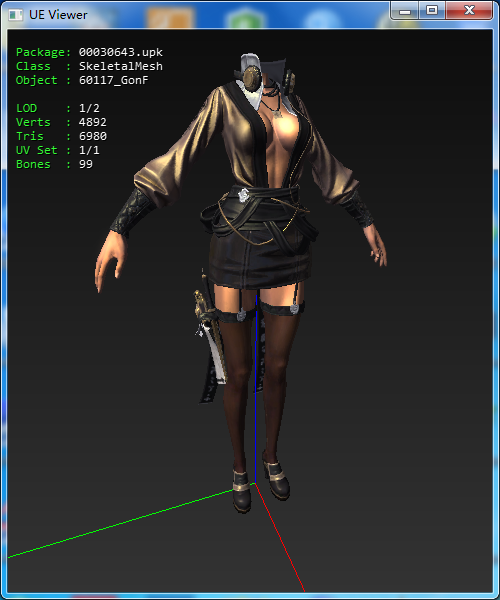 UE Viewer
Package: 00030643.upk
Class : SkeletalMesh
Object : 60117_GonF
LOD : 1/2
Verts : 4892
Tris : 6980
UV Set : 1/1
Bones : 99